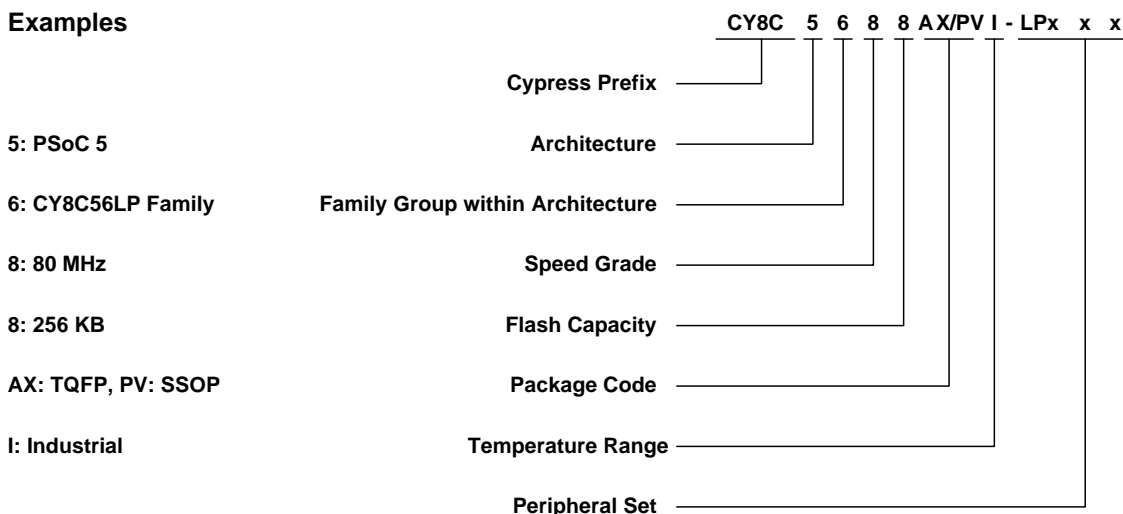 Examples CY8C 5 6 8 8 AX/PV I - LPx x x
Cypress Prefix
5: PSoC 5 Architecture
6: CY8C56LP Family Family Group within Architecture
8: 80 MHz Speed Grade
8: 256 KB Flash Capacity
AX: TQFP, PV: SSOP Package Code
I: Industrial Temperature Range
Peripheral Set